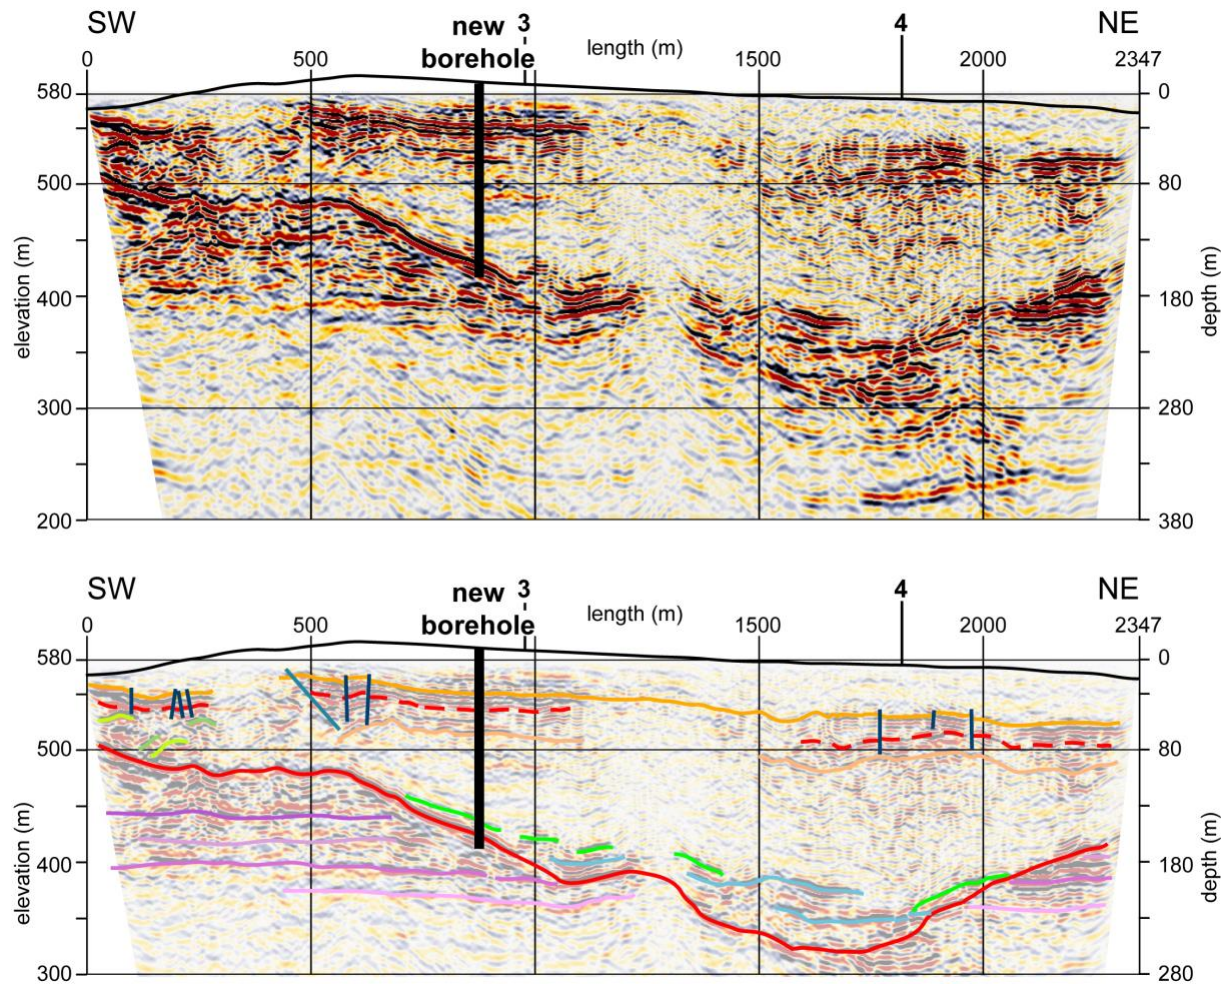 SW new 3 4 NE
borehole length (m)
0 500 1500 2000 2347
580 0
500 80
400 180
300 280
200 380
elevation (m)
depth (m)
SW new 3 4 NE
borehole length (m)
0 500 1500 2000 2347
580 0
500 80
400 180
300 280
elevation (m)
depth (m)